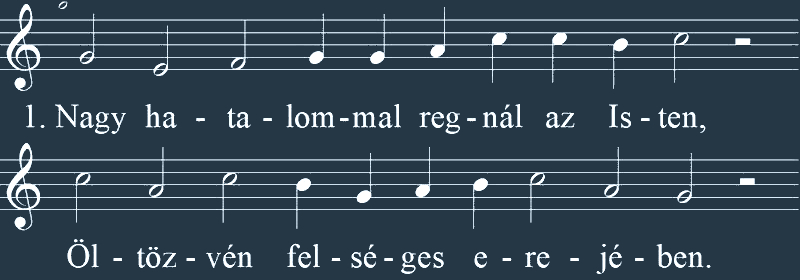 1. Nagy ha - ta - lom - mal reg - nál az Is - ten,
Öl - töz - vén fel - sé - ges e - re - jé - ben.